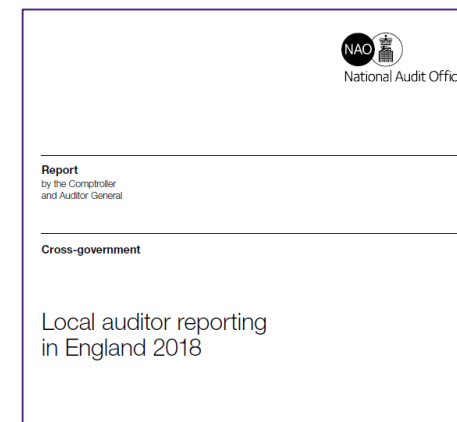 NAO
National Audit Offic
Report
by the Comptroller
and Auditor General
Cross-government
Local auditor reporting
in England 2018